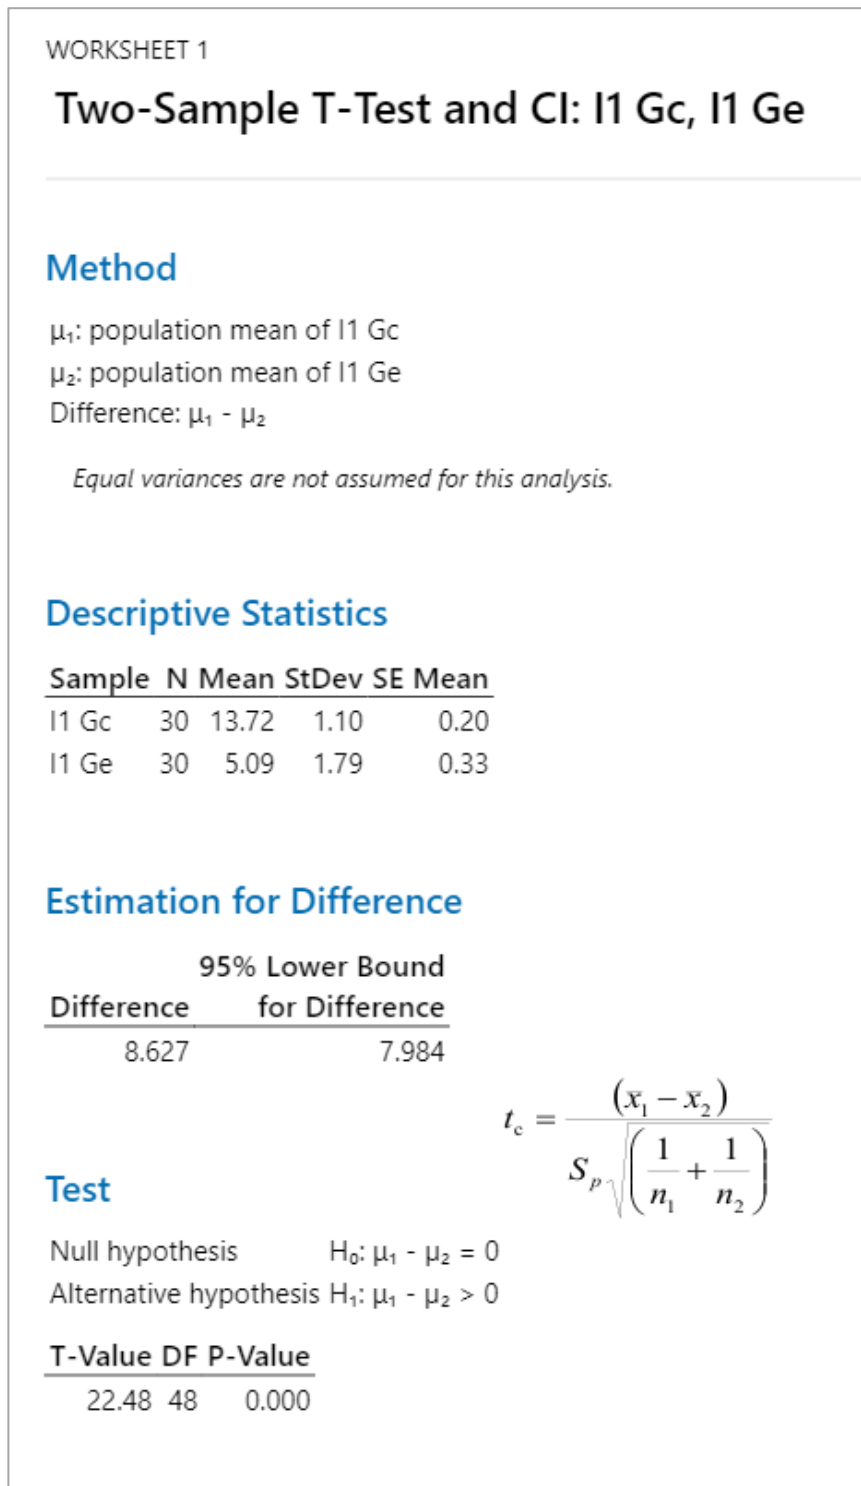 WORKSHEET 1
Two-Sample T-Test and CI: I1 Gc, I1 Ge
Method
μ₁: population mean of I1 Gc
μ₂: population mean of I1 Ge
Difference: μ₁ - μ₂
Equal variances are not assumed for this analysis.
Descriptive Statistics
Sample N Mean StDev SE Mean
I1 Gc 30 13.72 1.10 0.20
I1 Ge 30 5.09 1.79 0.33
Estimation for Difference
95% Lower Bound
Difference for Difference
8.627 7.984
t_c = (x̄₁ − x̄₂) / S_p √(1/n₁ + 1/n₂)
Test
Null hypothesis H₀: μ₁ - μ₂ = 0
Alternative hypothesis H₁: μ₁ - μ₂ > 0
T-Value DF P-Value
22.48 48 0.000